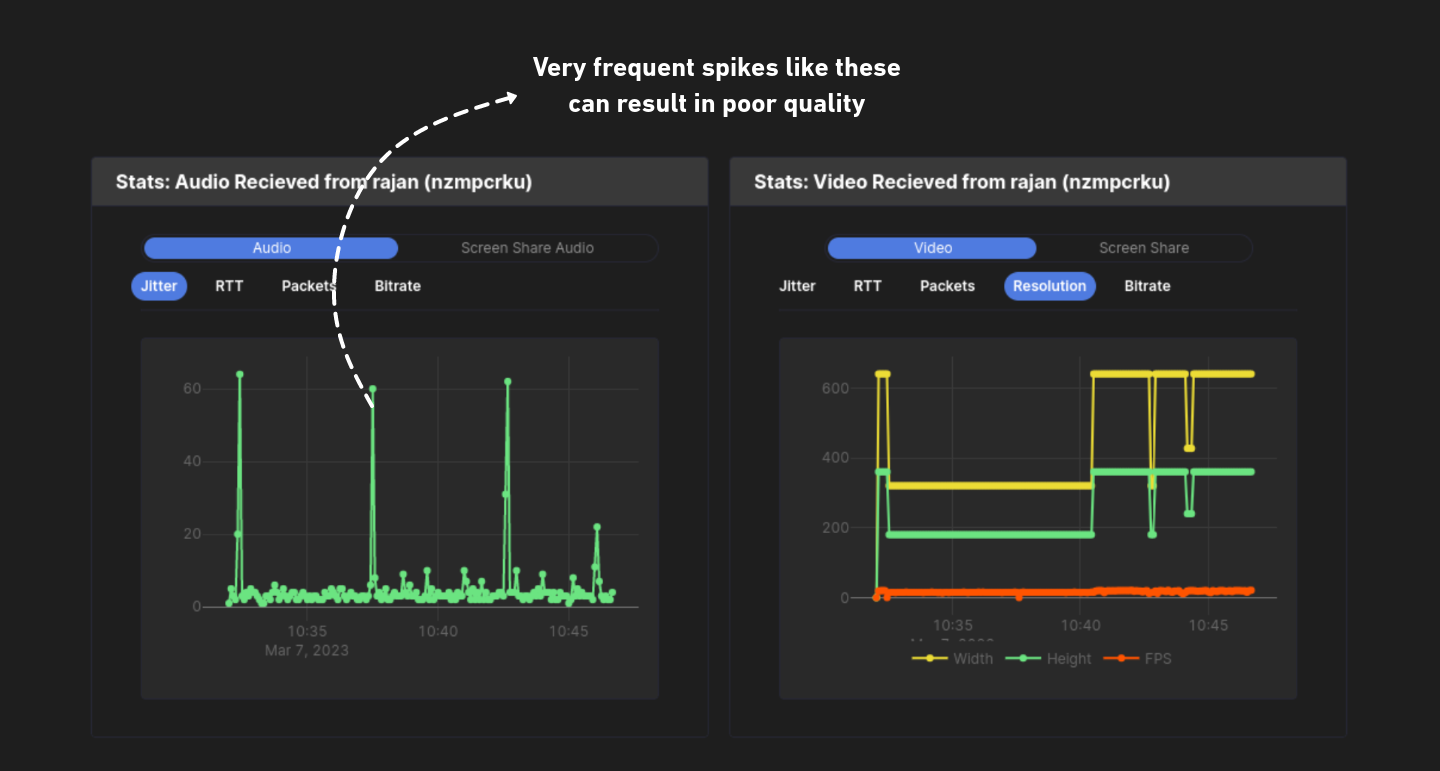 Very frequent spikes like these
can result in poor quality
Stats: Audio Recieved from rajan (nzmpcrku)
Audio
Screen Share Audio
Jitter
RTT
Packets
Bitrate
60
40
20
0
10:35
10:40
10:45
Mar 7, 2023
Stats: Video Recieved from rajan (nzmpcrku)
Video
Screen Share
Jitter
RTT
Packets
Resolution
Bitrate
600
400
200
0
10:35
10:40
10:45
Width
Height
FPS